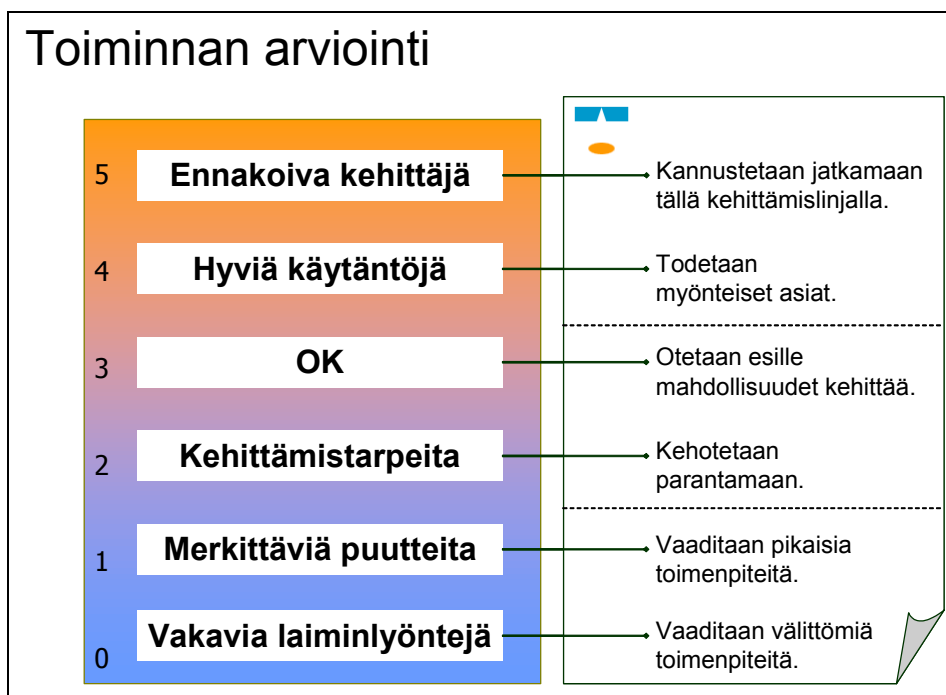 Toiminnan arviointi
5
Ennakoiva kehittäjä
Kannustetaan jatkamaan
tällä kehittämislinjalla.
4
Hyviä käytäntöjä
Todetaan
myönteiset asiat.
3
OK
Otetaan esille
mahdollisuudet kehittää.
2
Kehittämistarpeita
Kehotetaan
parantamaan.
1
Merkittäviä puutteita
Vaaditaan pikaisia
toimenpiteitä.
0
Vakavia laiminlyöntejä
Vaaditaan välittömiä
toimenpiteitä.